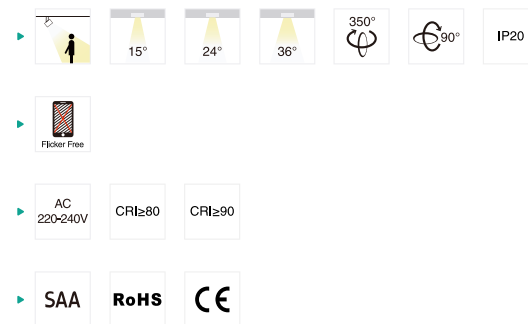 15°
24°
36°
350°
90°
IP20
Flicker Free
AC
220-240V
CRI≥80
CRI≥90
SAA
RoHS
CE